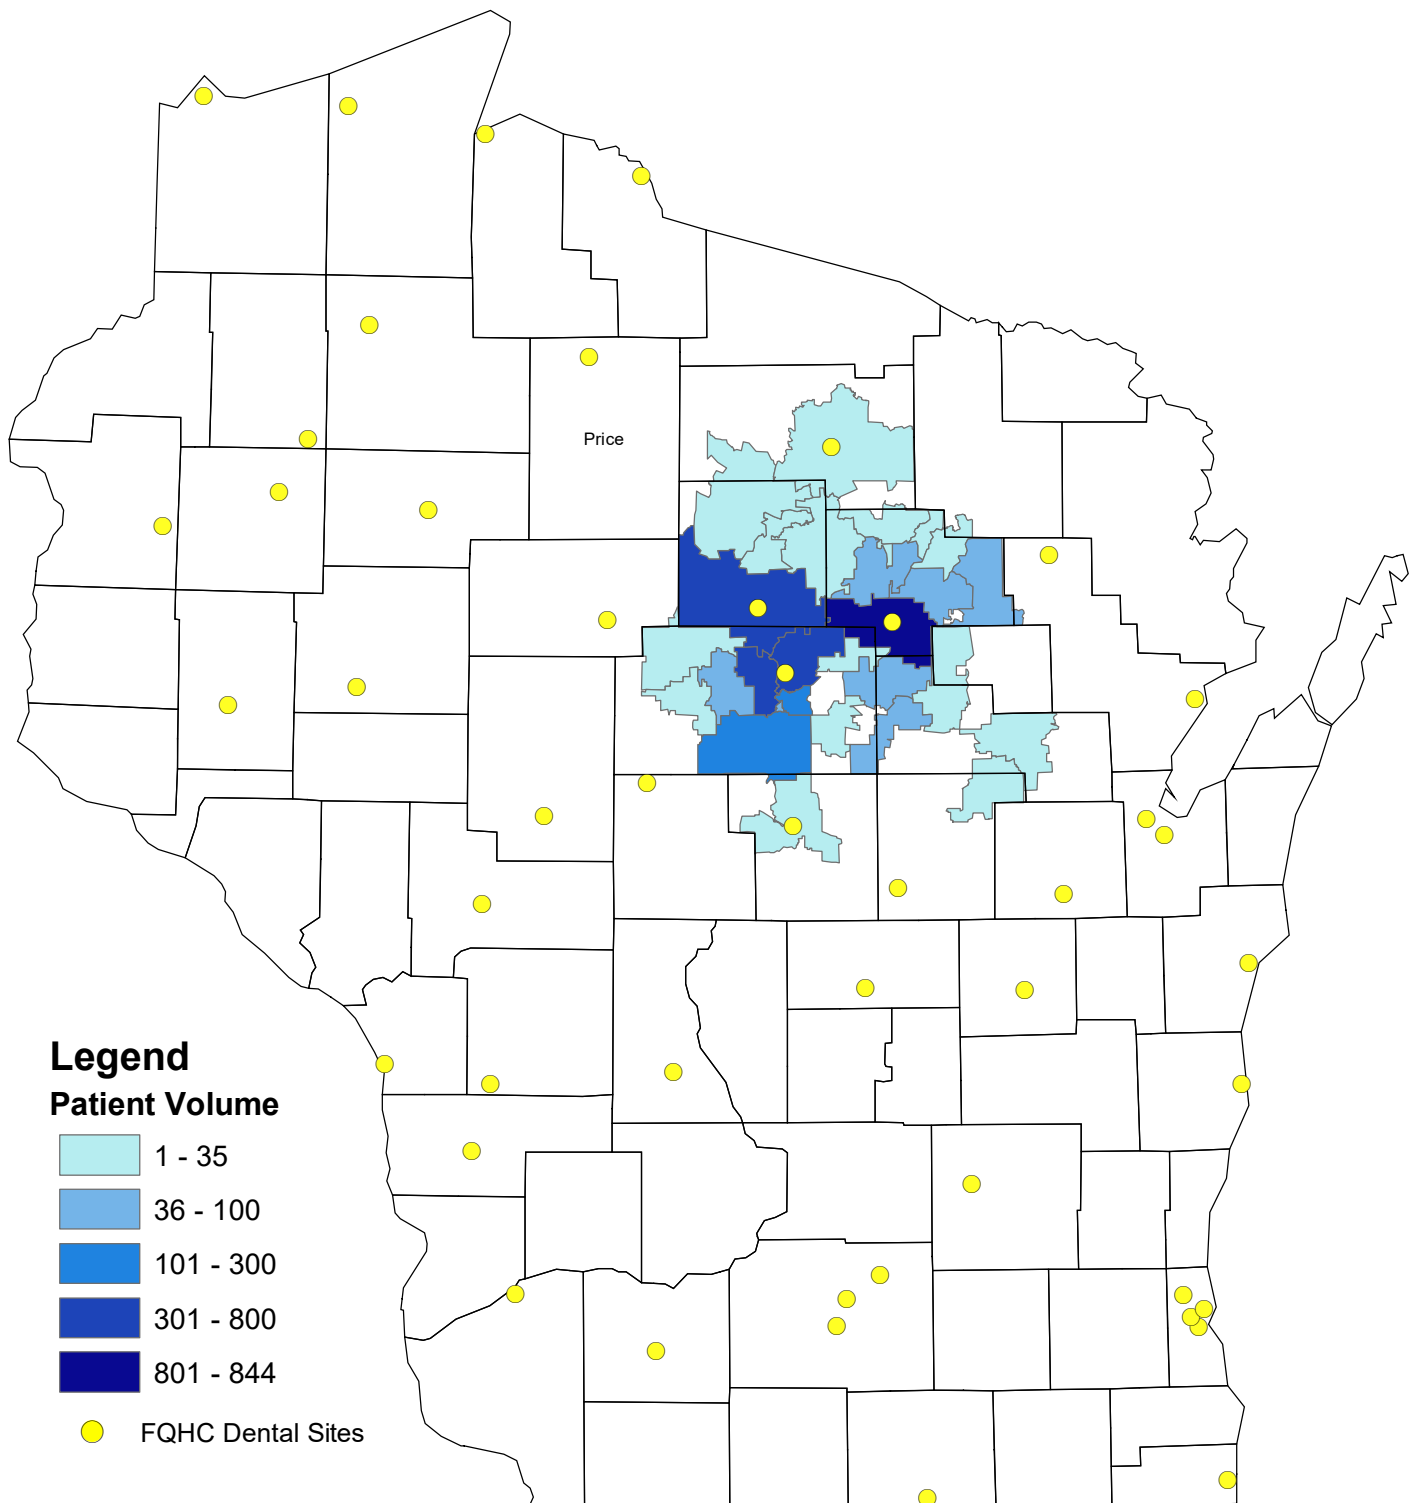 Price
Legend
Patient Volume
1 - 35
36 - 100
101 - 300
301 - 800
801 - 844
FQHC Dental Sites